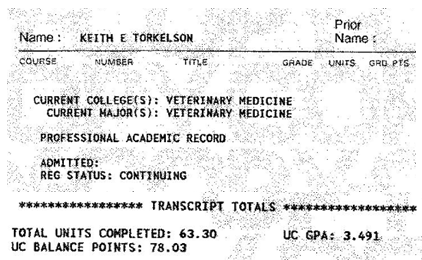 Prior
Name: KEITH E TORKELSON Name:
COURSE NUMBER TITLE GRADE UNITS GRD PTS
CURRENT COLLEGE(S): VETERINARY MEDICINE
CURRENT MAJOR(S): VETERINARY MEDICINE
PROFESSIONAL ACADEMIC RECORD
ADMITTED:
REG STATUS: CONTINUING
***************** TRANSCRIPT TOTALS ******************
TOTAL UNITS COMPLETED: 63.30 UC GPA: 3.491
UC BALANCE POINTS: 78.03